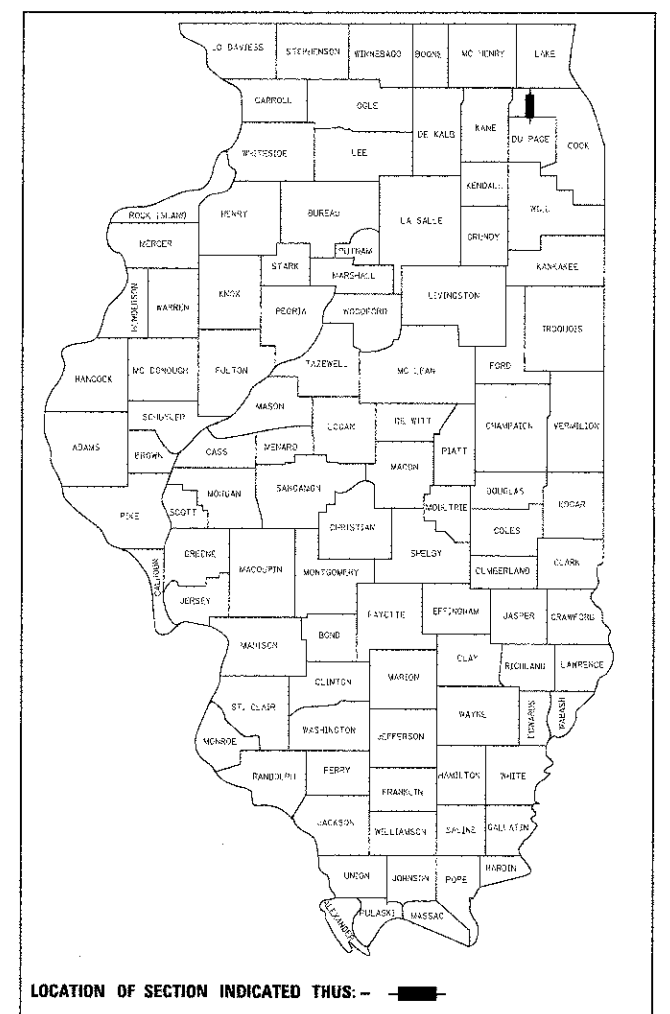 JO DAVIESS STEPHENSON WINNEBAGO BOONE MC HENRY LAKE
CARROLL OGLE DE KALB KANE DU PAGE COOK
WHITESIDE LEE KENDALL WILL
ROCK ISLAND HENRY BUREAU LA SALLE GRUNDY
MERCER PUTNAM KANKAKEE
STARK MARSHALL
HENDERSON WARREN KNOX PEORIA WOODFORD LIVINGSTON IROQUOIS
HANCOCK MC DONOUGH FULTON TAZEWELL MC LEAN FORD
MASON
SCHUYLER LOGAN DE WITT CHAMPAIGN VERMILION
ADAMS BROWN CASS MENARD MACON PIATT
PIKE SCOTT MORGAN SANGAMON DOUGLAS EDGAR
CHRISTIAN MOULTRIE COLES
CALHOUN GREENE MACOUPIN MONTGOMERY SHELBY CUMBERLAND CLARK
JERSEY
FAYETTE EFFINGHAM JASPER CRAWFORD
MADISON BOND CLAY RICHLAND LAWRENCE
CLINTON MARION
ST. CLAIR WAYNE EDWARDS WABASH
MONROE WASHINGTON JEFFERSON
RANDOLPH PERRY HAMILTON WHITE
FRANKLIN
JACKSON WILLIAMSON SALINE GALLATIN
UNION JOHNSON POPE HARDIN
ALEXANDER PULASKI MASSAC
LOCATION OF SECTION INDICATED THUS: -